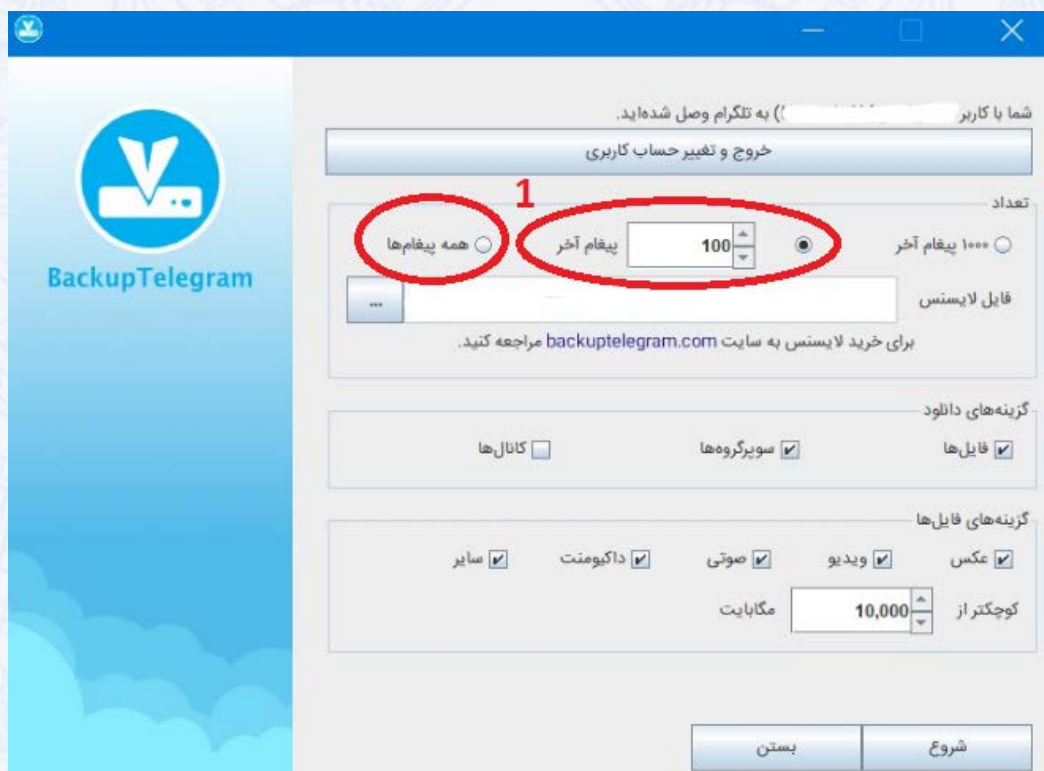 شما با کاربر )) به تلگرام وصل شده‌اید.
خروج و تغییر حساب کاربری
1
تعداد
۱۰۰۰ پیغام آخر 100 پیغام آخر همه پیغام‌ها
فایل لایسنس ...
برای خرید لایسنس به سایت backuptelegram.com مراجعه کنید.
گزینه‌های دانلود
فایل‌ها سوپرگروه‌ها کانال‌ها
گزینه‌های فایل‌ها
عکس ویدیو صوتی داکیومنت سایر
کوچکتر از 10,000 مگابایت
شروع بستن
BackupTelegram